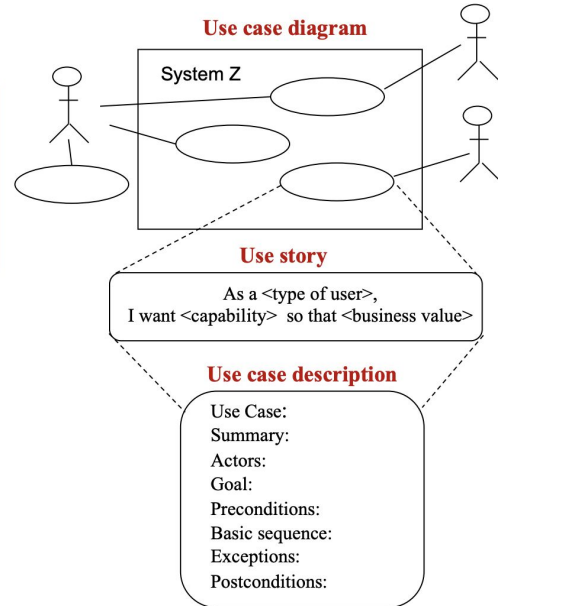 Use case diagram
System Z
Use story
As a <type of user>,
I want <capability> so that <business value>
Use case description
Use Case:
Summary:
Actors:
Goal:
Preconditions:
Basic sequence:
Exceptions:
Postconditions: